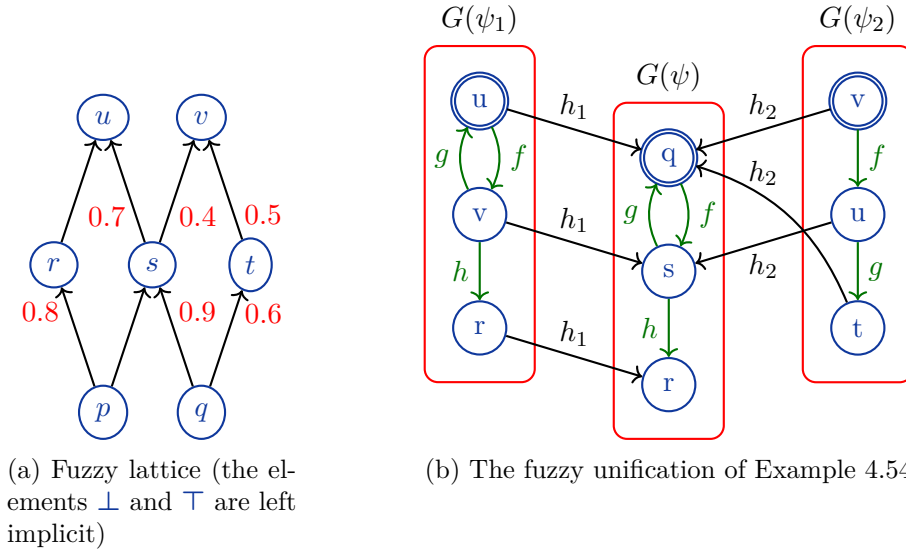 G(ψ₁)
G(ψ₂)
G(ψ)
u v
0.7 0.4 0.5
r s t
0.8 0.9 0.6
p q
u h₁ h₂ v
g f q f
h₂
v h₁ g f u
h s h₂ g
r h₁ h t
r
(a) Fuzzy lattice (the el-
ements ⊥ and ⊤ are left
implicit)
(b) The fuzzy unification of Example 4.54